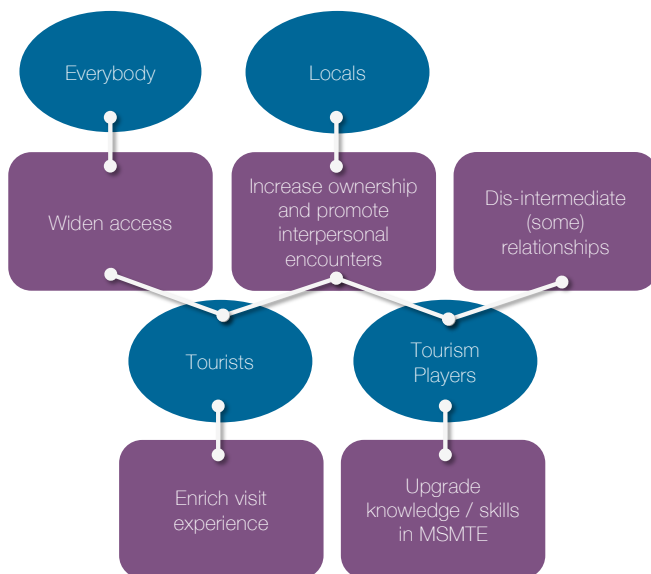 Everybody
Locals
Widen access
Increase ownership
and promote
interpersonal
encounters
Dis-intermediate
(some)
relationships
Tourists
Tourism
Players
Enrich visit
experience
Upgrade
knowledge / skills
in MSMTE